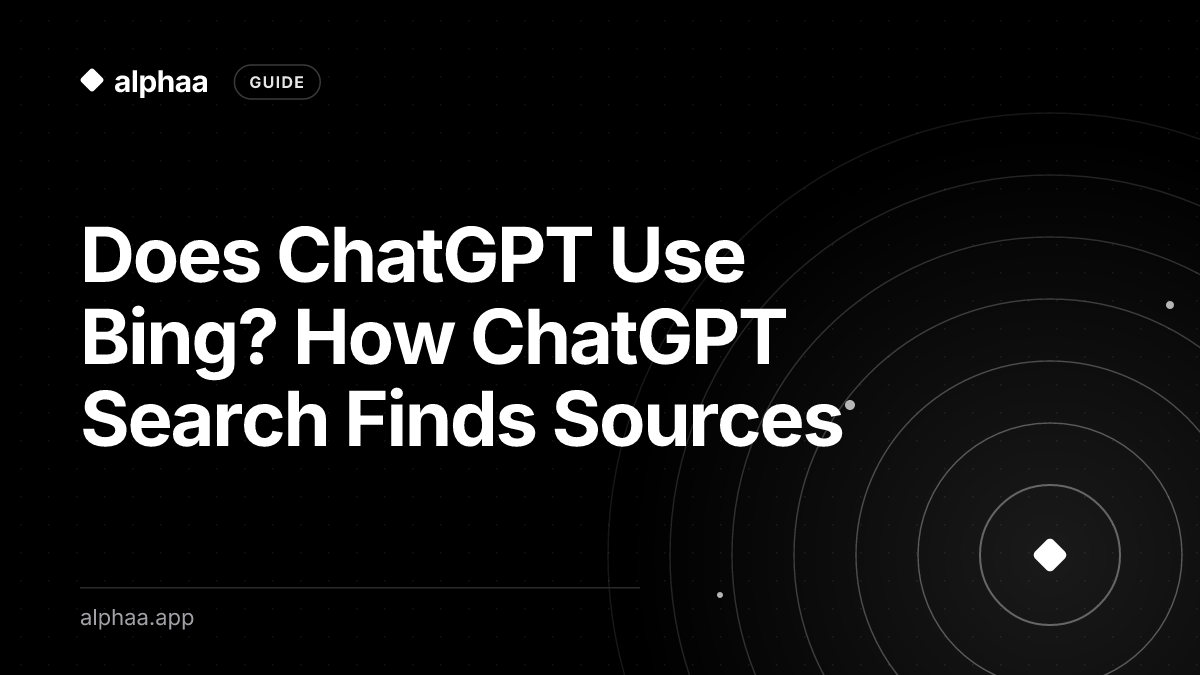 alphaa
GUIDE
Does ChatGPT Use
Bing? How ChatGPT
Search Finds Sources
alphaa.app